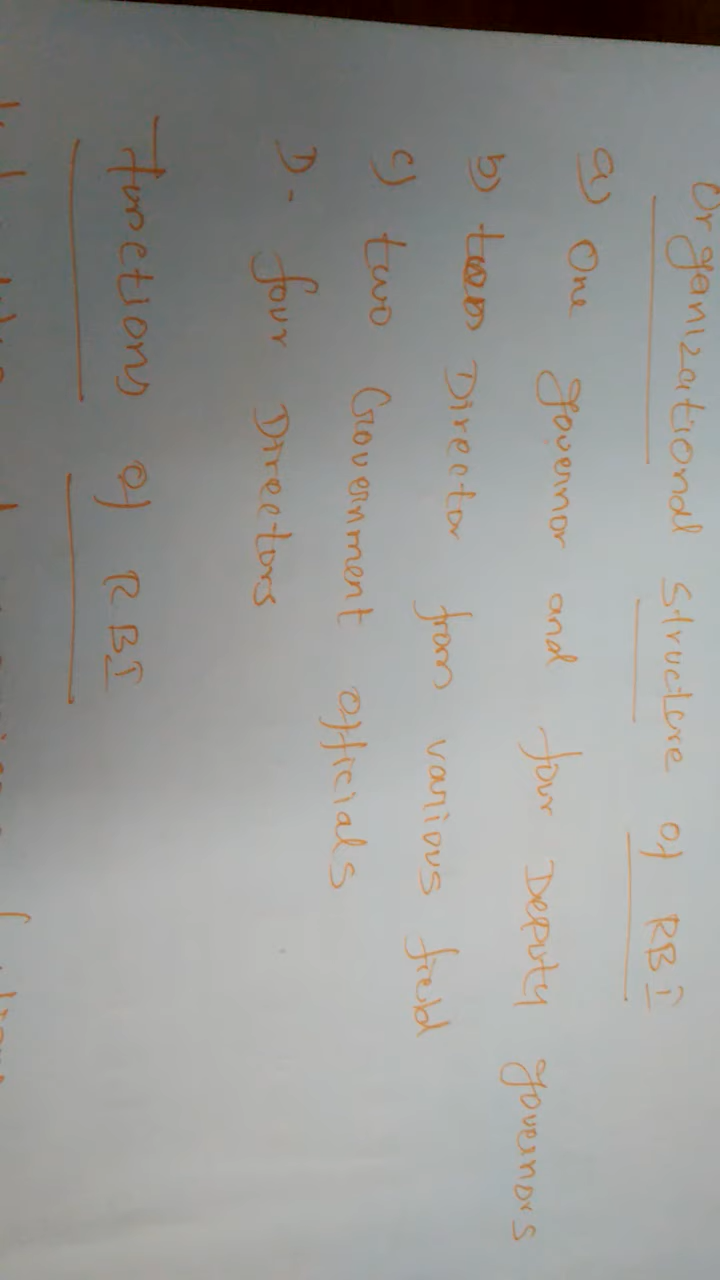 Organizational structure of RBI
a) One governor and four Deputy governors
b) Director from various field
c) two Government officials
D. four Directors
functions of RBI